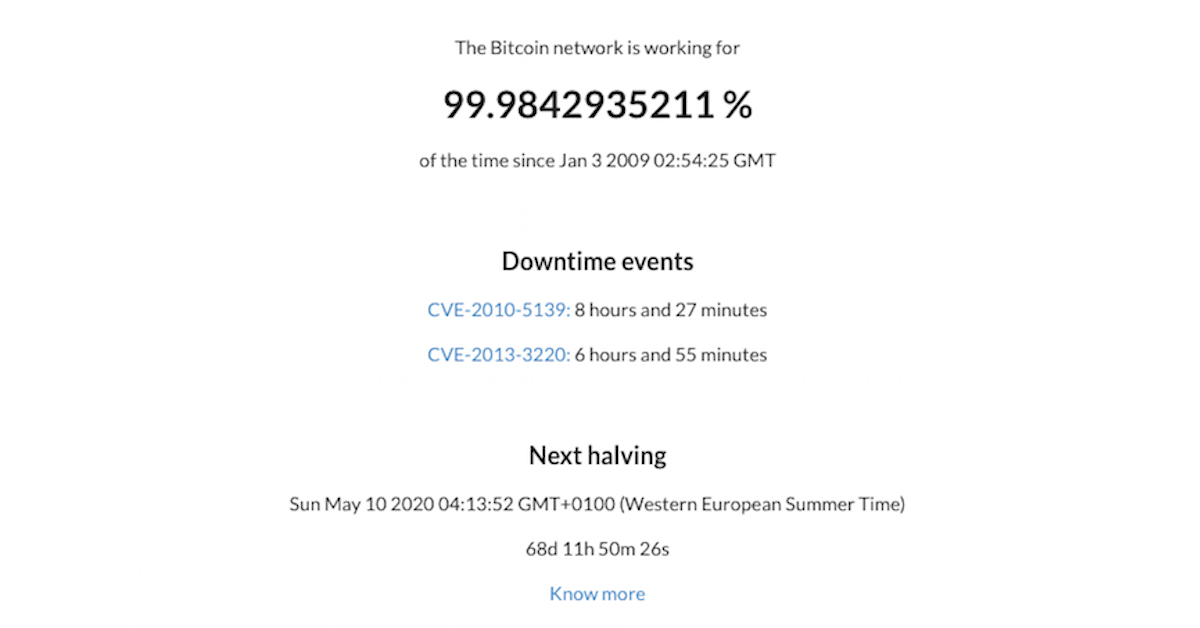 The Bitcoin network is working for
99.9842935211 %
of the time since Jan 3 2009 02:54:25 GMT
Downtime events
CVE-2010-5139: 8 hours and 27 minutes
CVE-2013-3220: 6 hours and 55 minutes
Next halving
Sun May 10 2020 04:13:52 GMT+0100 (Western European Summer Time)
68d 11h 50m 26s
Know more